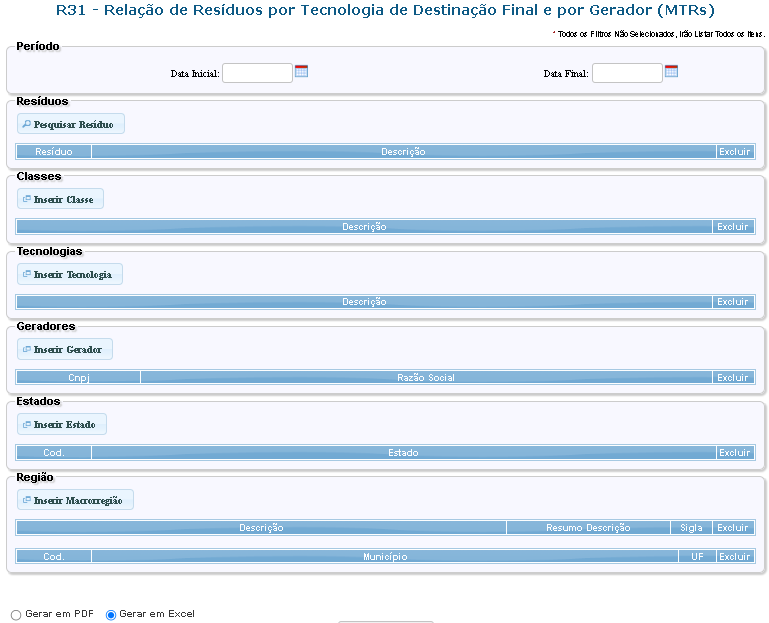 R31 - Relação de Resíduos por Tecnologia de Destinação Final e por Gerador (MTRs)
* Todos os Filtros Não Selecionados, Irão Listar Todos os Itens.
Período
Data Inicial: Data Final:
Resíduos
Pesquisar Resíduo
Resíduo Descrição Excluir
Classes
Inserir Classe
Descrição Excluir
Tecnologias
Inserir Tecnologia
Descrição Excluir
Geradores
Inserir Gerador
Cnpj Razão Social Excluir
Estados
Inserir Estado
Cod. Estado Excluir
Região
Inserir Macrorregião
Descrição Resumo Descrição Sigla Excluir
Cod. Município UF Excluir
Gerar em PDF Gerar em Excel